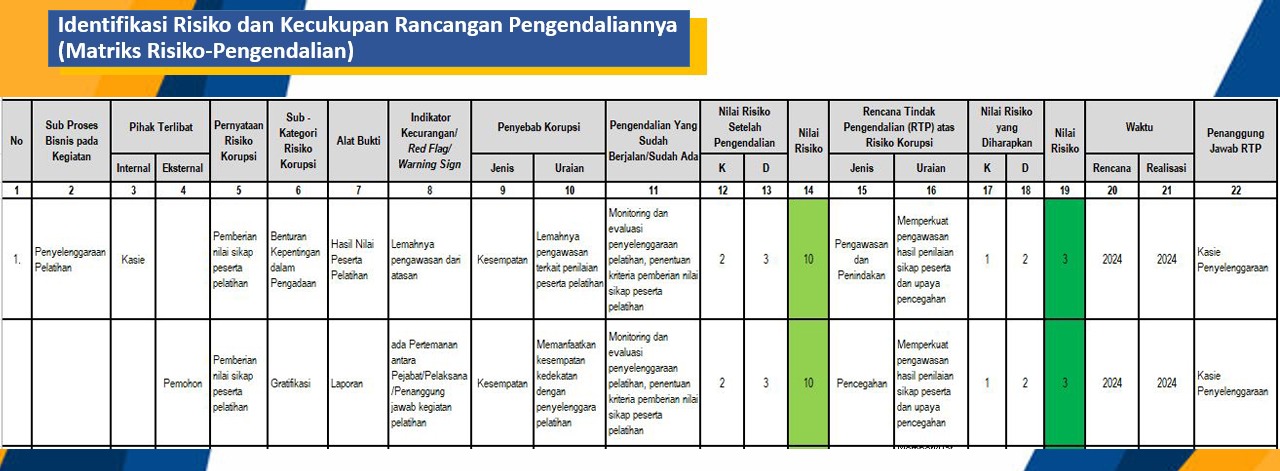 Identifikasi Risiko dan Kecukupan Rancangan Pengendaliannya
(Matriks Risiko-Pengendalian)
No
Sub Proses
Bisnis pada
Kegiatan
Pihak Terlibat
Internal
Eksternal
Pernyataan
Risiko
Korupsi
Sub -
Kategori
Risiko
Korupsi
Alat Bukti
Indikator
Kecurangan/
Red Flag/
Warning Sign
Penyebab Korupsi
Jenis
Uraian
Pengendalian Yang
Sudah
Berjalan/Sudah Ada
Nilai Risiko
Setelah
Pengendalian
K
D
Nilai
Risiko
Rencana Tindak
Pengendalian (RTP) atas
Risiko Korupsi
Jenis
Uraian
Nilai Risiko
yang
Diharapkan
K
D
Nilai
Risiko
Waktu
Rencana
Realisasi
Penanggung
Jawab RTP
1 2 3 4 5 6 7 8 9 10 11 12 13 14 15 16 17 18 19 20 21 22
1.
Penyelenggaraan
Pelatihan
Kasie
Pemberian
nilai sikap
peserta
pelatihan
Benturan
Kepentingan
dalam
Pengadaan
Hasil Nilai
Peserta
Pelatihan
Lemahnya
pengawasan dari
atasan
Kesempatan
Lemahnya
pengawasan
terkait penilaian
peserta pelatihan
Monitoring dan
evaluasi
penyelenggaraan
pelatihan, penentuan
kriteria pemberian nilai
sikap peserta
pelatihan
2
3
10
Pengawasan
dan
Penindakan
Memperkuat
pengawasan
hasil penilaian
sikap peserta
dan upaya
pencegahan
1
2
3
2024
2024
Kasie
Penyelenggaraan
Pemohon
Pemberian
nilai sikap
peserta
pelatihan
Gratifikasi
Laporan
ada Pertemanan
antara
Pejabat/Pelaksana
/Penanggung
jawab kegiatan
pelatihan
Kesempatan
Memanfaatkan
kesempatan
kedekatan
dengan
penyelenggara
pelatihan
Monitoring dan
evaluasi
penyelenggaraan
pelatihan, penentuan
kriteria pemberian nilai
sikap peserta
pelatihan
2
3
10
Pencegahan
Memperkuat
pengawasan
hasil penilaian
sikap peserta
dan upaya
pencegahan
1
2
3
2024
2024
Kasie
Penyelenggaraan